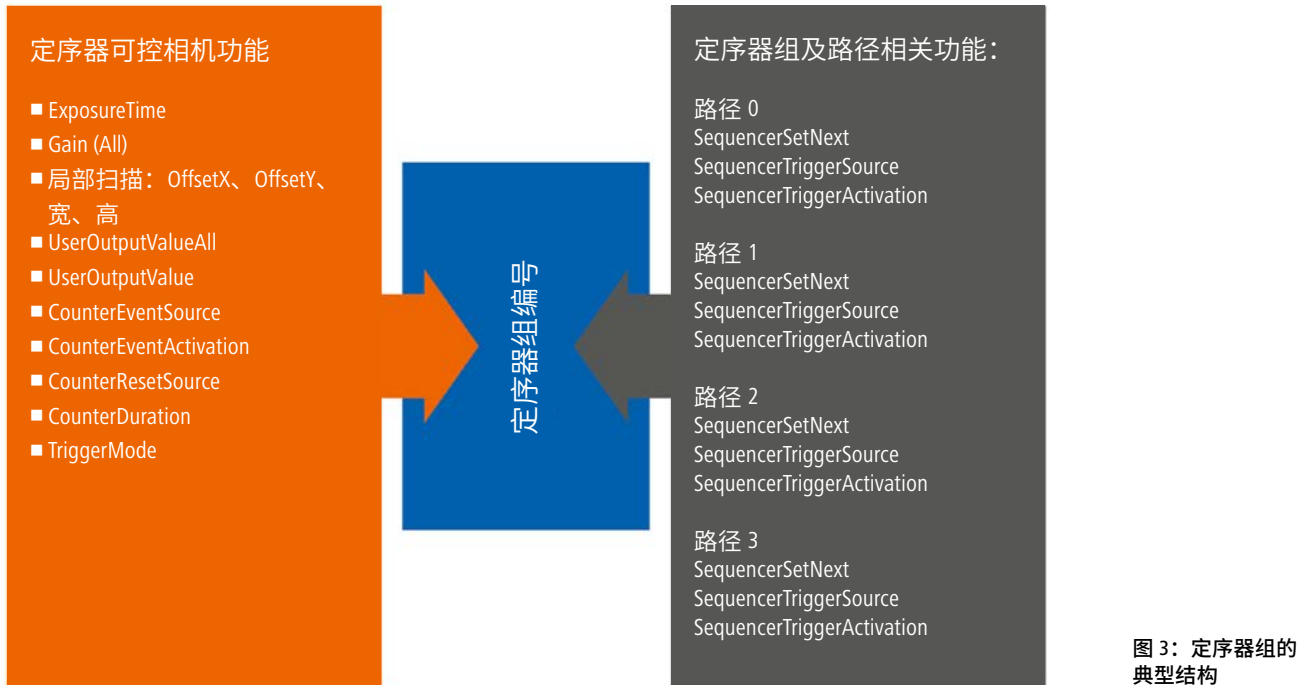 定序器可控相机功能
■ ExposureTime
■ Gain (All)
■ 局部扫描：OffsetX、OffsetY、
宽、高
■ UserOutputValueAll
■ UserOutputValue
■ CounterEventSource
■ CounterEventActivation
■ CounterResetSource
■ CounterDuration
■ TriggerMode
定序器组编号
定序器组及路径相关功能：
路径 0
SequencerSetNext
SequencerTriggerSource
SequencerTriggerActivation
路径 1
SequencerSetNext
SequencerTriggerSource
SequencerTriggerActivation
路径 2
SequencerSetNext
SequencerTriggerSource
SequencerTriggerActivation
路径 3
SequencerSetNext
SequencerTriggerSource
SequencerTriggerActivation
图 3：定序器组的
典型结构